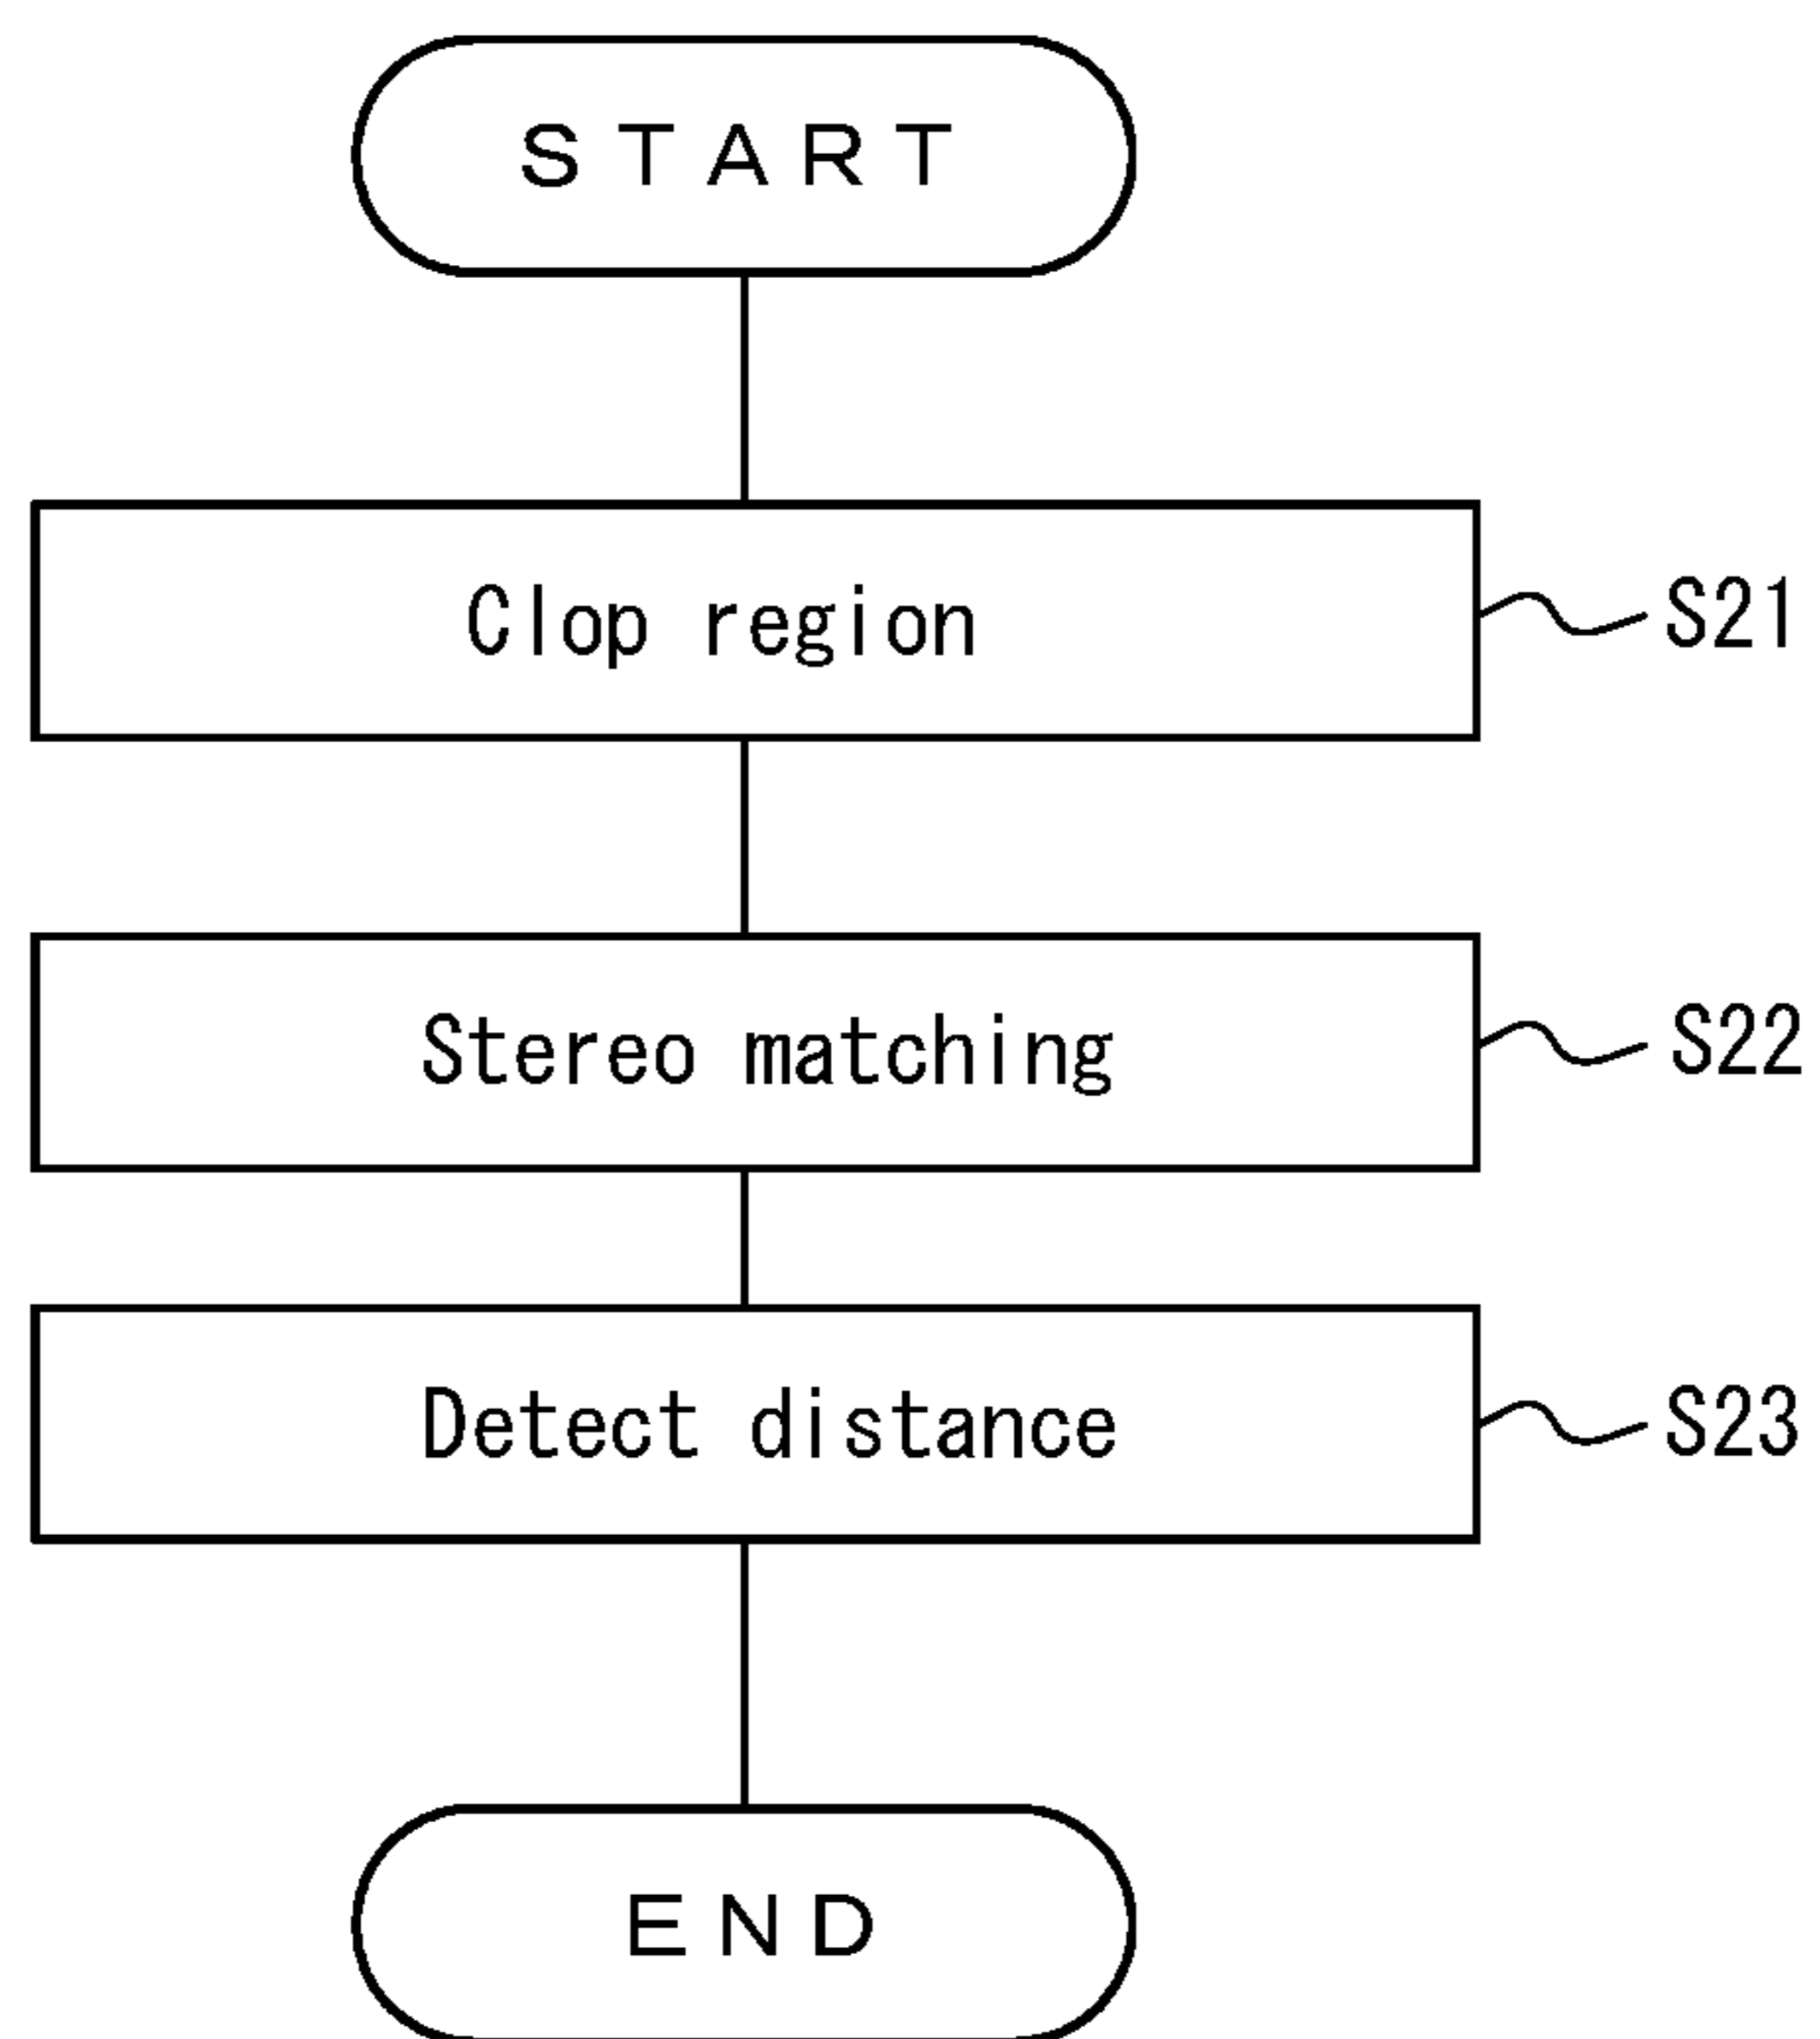 START
Clop region
S21
Stereo matching
S22
Detect distance
S23
END